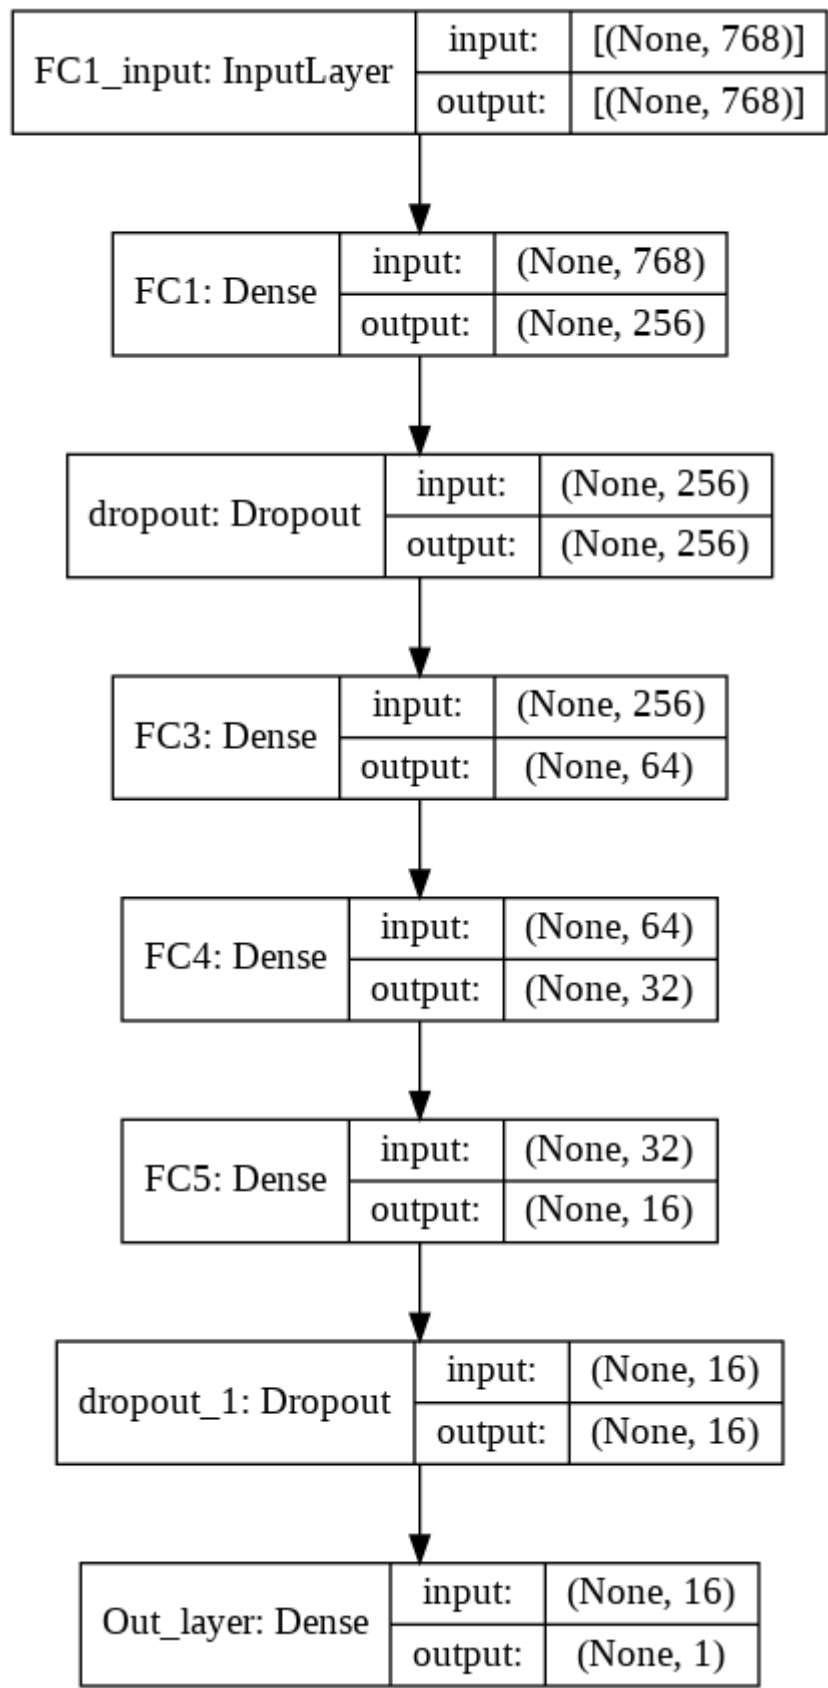 FC1_input: InputLayer
input: [(None, 768)]
output: [(None, 768)]
FC1: Dense
input: (None, 768)
output: (None, 256)
dropout: Dropout
input: (None, 256)
output: (None, 256)
FC3: Dense
input: (None, 256)
output: (None, 64)
FC4: Dense
input: (None, 64)
output: (None, 32)
FC5: Dense
input: (None, 32)
output: (None, 16)
dropout_1: Dropout
input: (None, 16)
output: (None, 16)
Out_layer: Dense
input: (None, 16)
output: (None, 1)